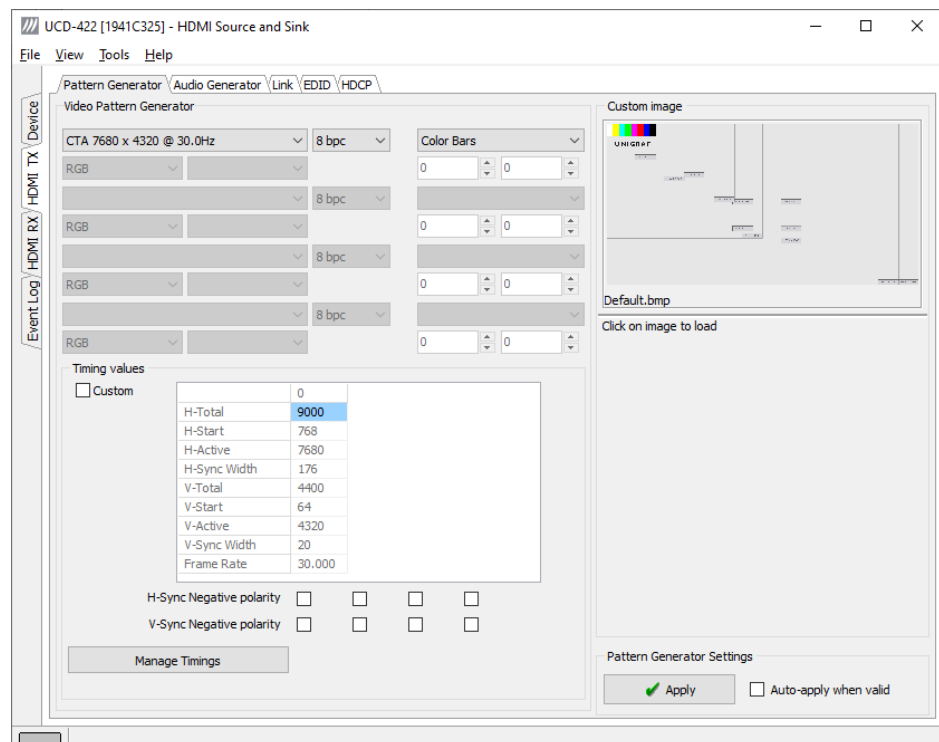 UCD-422 [1941C325] - HDMI Source and Sink
File View Tools Help
Device
HDMI TX
HDMI RX
Event Log
Pattern Generator Audio Generator Link EDID HDCP
Video Pattern Generator
CTA 7680 x 4320 @ 30.0Hz 8 bpc Color Bars
RGB 0 0
8 bpc
RGB 0 0
8 bpc
RGB 0 0
8 bpc
RGB 0 0
Timing values
Custom
0
H-Total 9000
H-Start 768
H-Active 7680
H-Sync Width 176
V-Total 4400
V-Start 64
V-Active 4320
V-Sync Width 20
Frame Rate 30.000
H-Sync Negative polarity
V-Sync Negative polarity
Manage Timings
Custom image
UNIGRAF
Default.bmp
Click on image to load
Pattern Generator Settings
Apply Auto-apply when valid